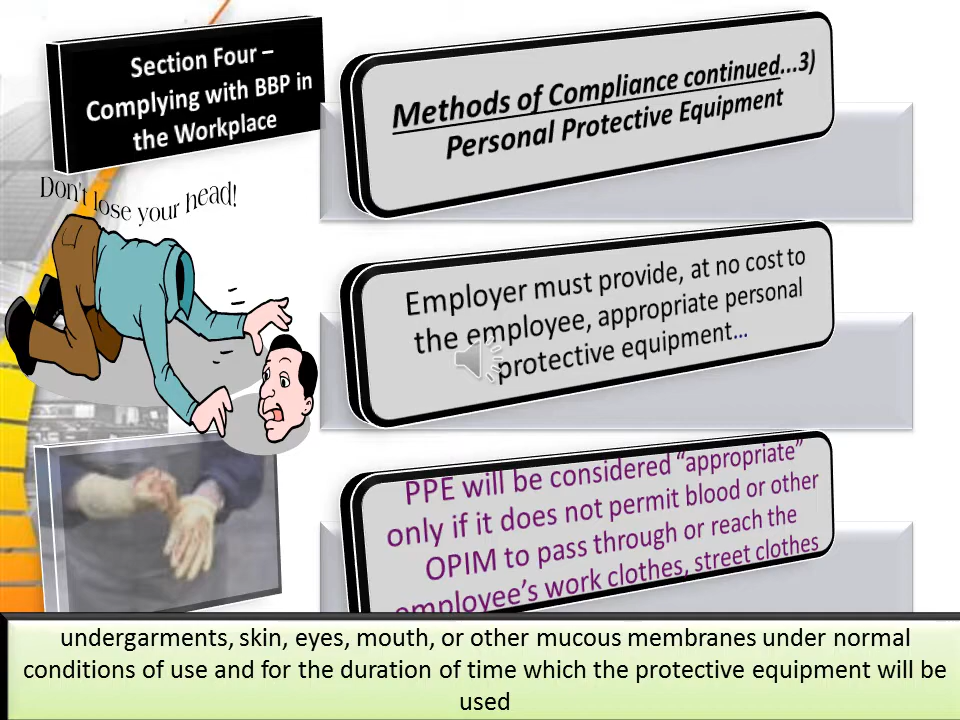 Section Four –
Complying with BBP in
the Workplace
Methods of Compliance continued...3)
Personal Protective Equipment
Don't lose your head!
Employer must provide, at no cost to
the employee, appropriate personal
protective equipment...
PPE will be considered “appropriate”
only if it does not permit blood or other
OPIM to pass through or reach the
employee’s work clothes, street clothes
undergarments, skin, eyes, mouth, or other mucous membranes under normal
conditions of use and for the duration of time which the protective equipment will be
used